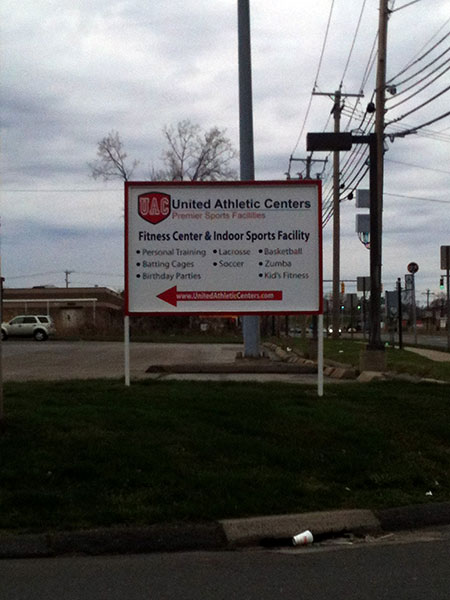 UAC United Athletic Centers
Premier Sports Facilities
Fitness Center & Indoor Sports Facility
• Personal Training • Lacrosse • Basketball
• Batting Cages • Soccer • Zumba
• Birthday Parties • Kid's Fitness
www.UnitedAthleticCenters.com